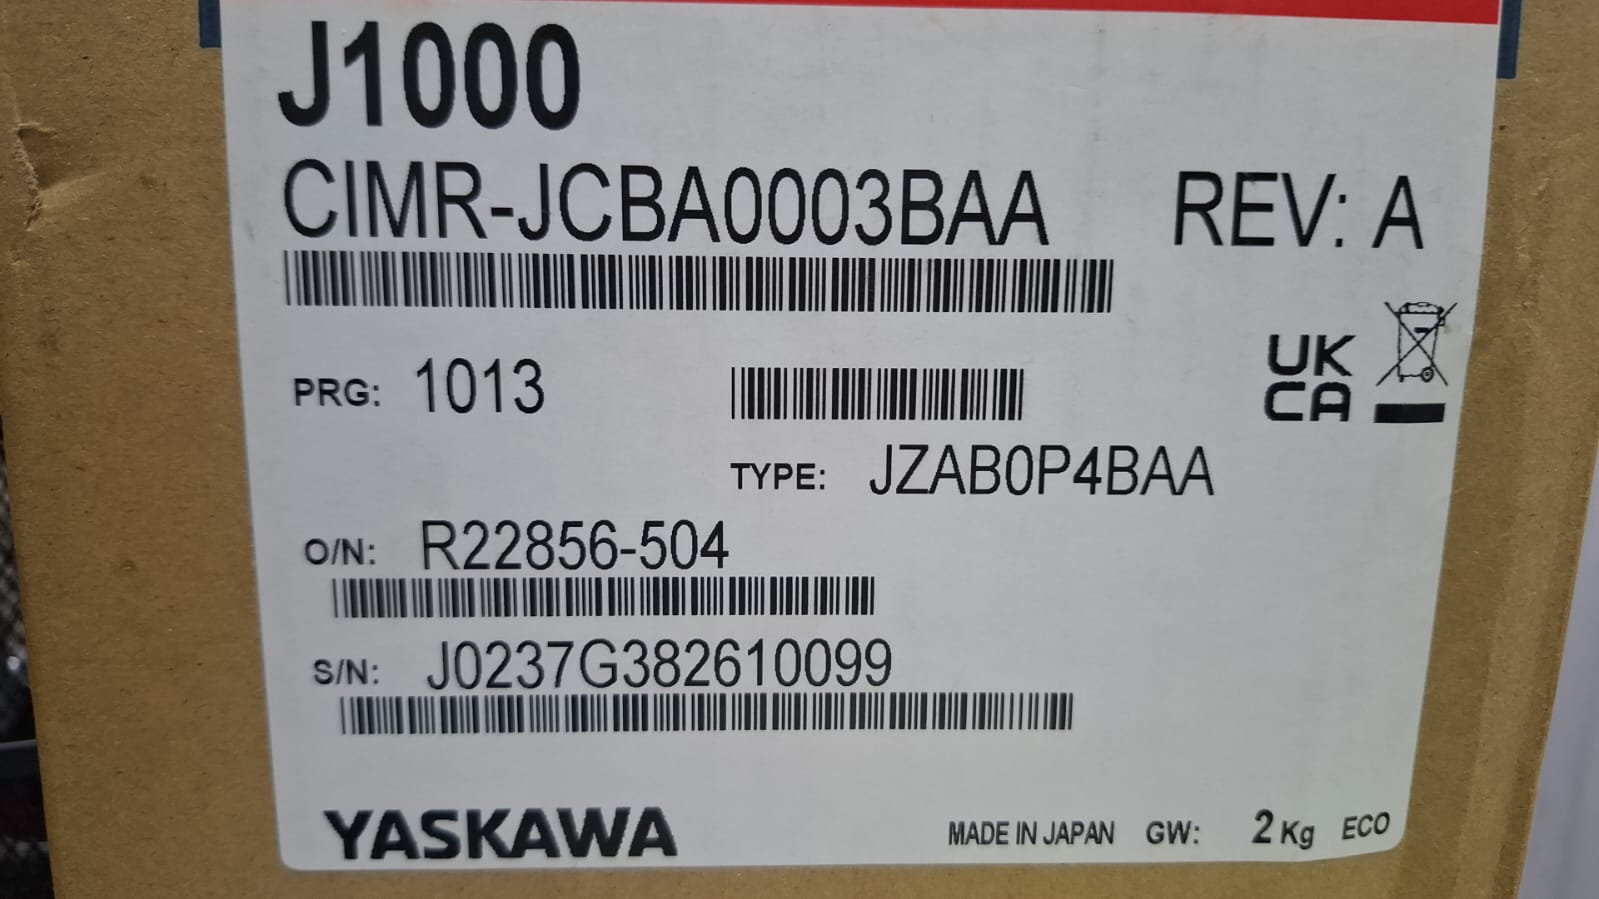 J1000
CIMR-JCBA0003BAA REV: A
PRG: 1013
UK
CA
TYPE: JZAB0P4BAA
O/N: R22856-504
S/N: J0237G382610099
YASKAWA MADE IN JAPAN GW: 2 Kg ECO